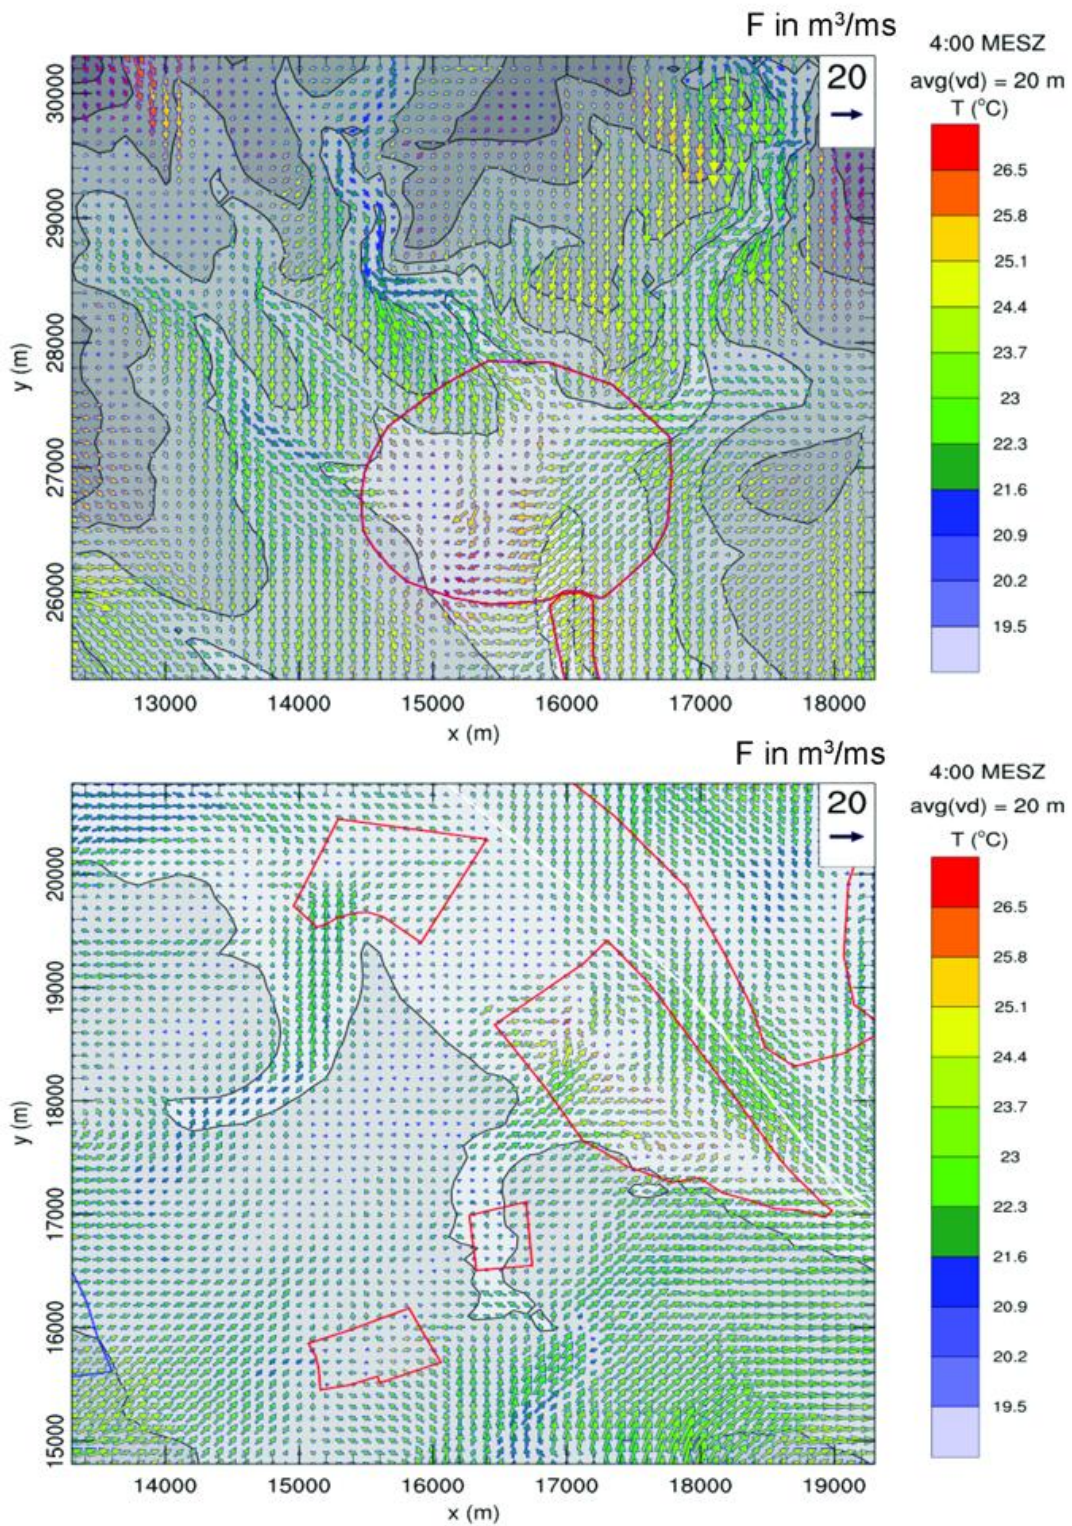 F in m³/ms
4:00 MESZ
avg(vd) = 20 m
T (°C)
20
26.5
25.8
25.1
24.4
23.7
23
22.3
21.6
20.9
20.2
19.5
30000
29000
28000
27000
26000
y (m)
13000 14000 15000 16000 17000 18000
x (m)
F in m³/ms
4:00 MESZ
avg(vd) = 20 m
T (°C)
20
26.5
25.8
25.1
24.4
23.7
23
22.3
21.6
20.9
20.2
19.5
20000
19000
18000
17000
16000
15000
y (m)
14000 15000 16000 17000 18000 19000
x (m)